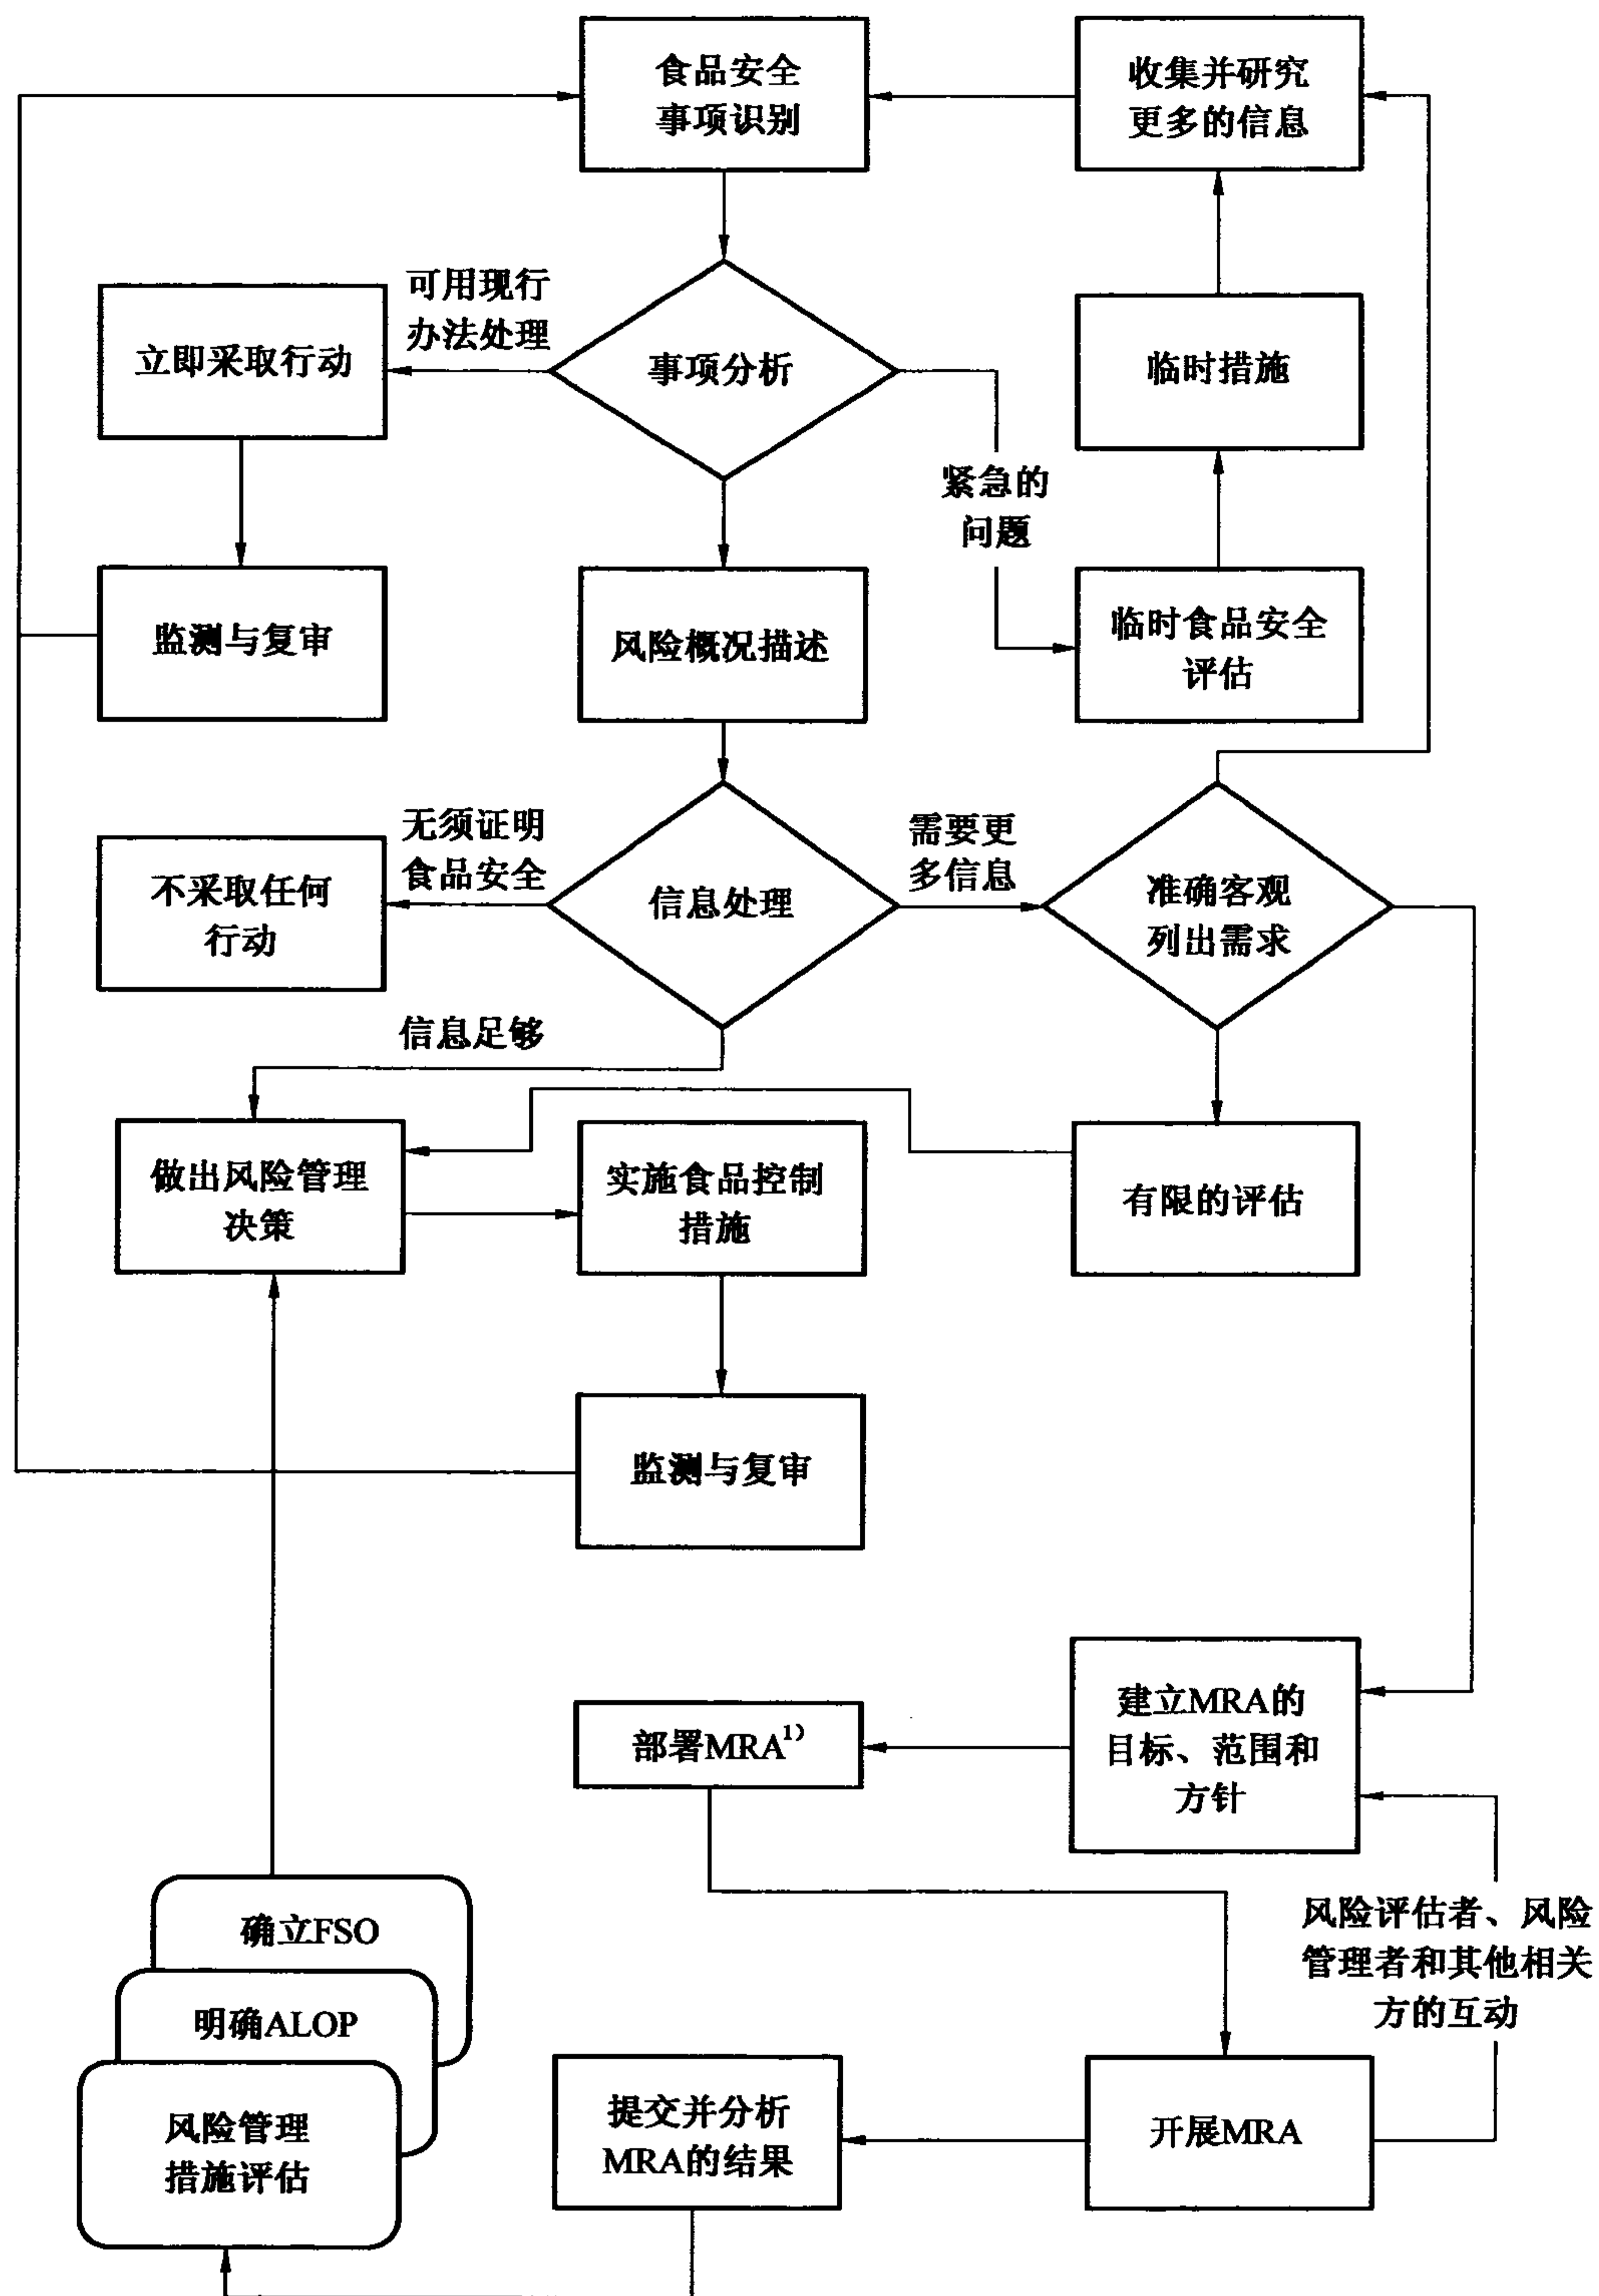 食品安全
事项识别
收集并研究
更多的信息
可用现行
办法处理
立即采取行动
事项分析
临时措施
紧急的
问题
监测与复审
风险概况描述
临时食品安全
评估
无须证明
食品安全
需要更
多信息
不采取任何
行动
信息处理
准确客观
列出需求
信息足够
做出风险管理
决策
实施食品控制
措施
有限的评估
监测与复审
建立MRA的
目标、范围和
方针
部署MRA¹⁾
风险评估者、风险
管理者和其他相关
方的互动
确立FSO
明确ALOP
风险管理
措施评估
提交并分析
MRA的结果
开展MRA